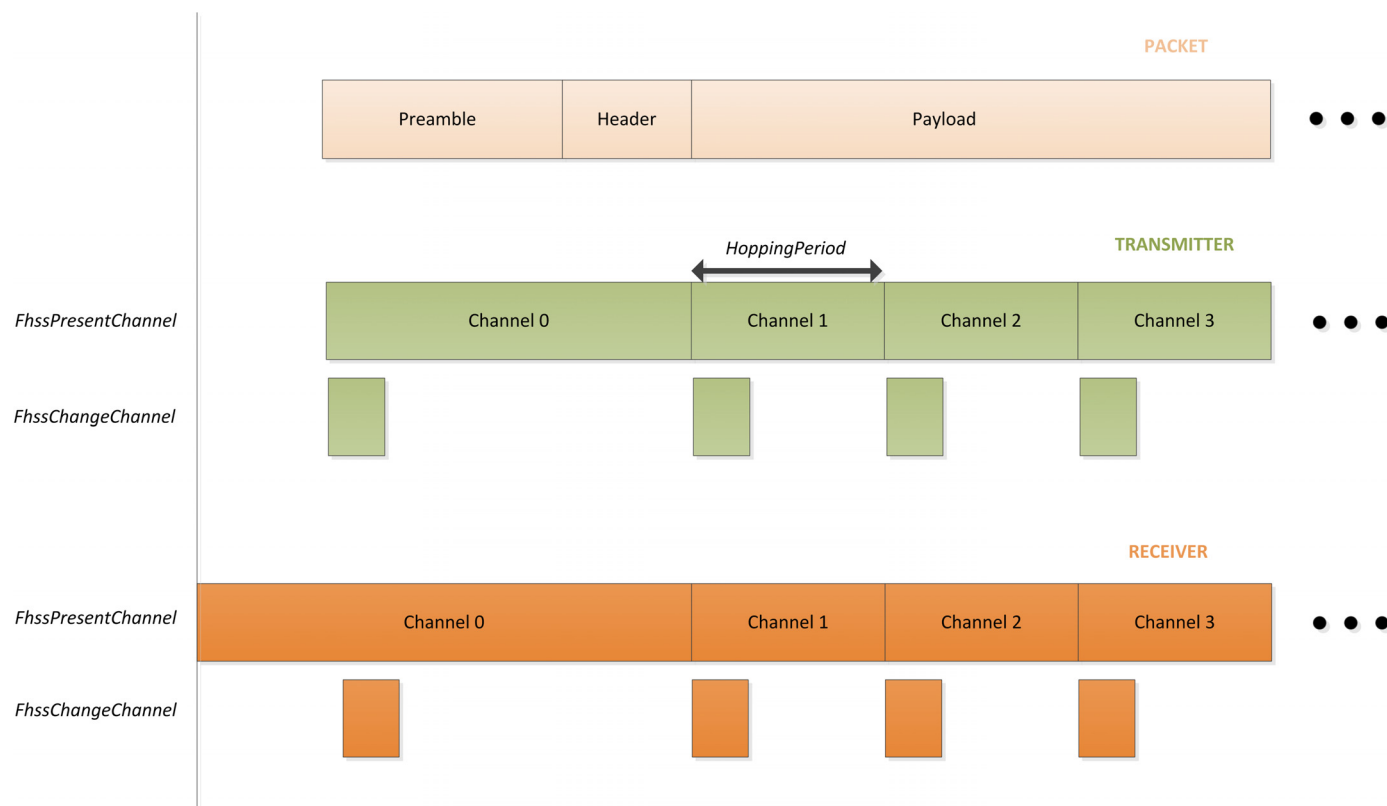 PACKET
Preamble Header Payload
HoppingPeriod TRANSMITTER
FhssPresentChannel Channel 0 Channel 1 Channel 2 Channel 3
FhssChangeChannel
RECEIVER
FhssPresentChannel Channel 0 Channel 1 Channel 2 Channel 3
FhssChangeChannel